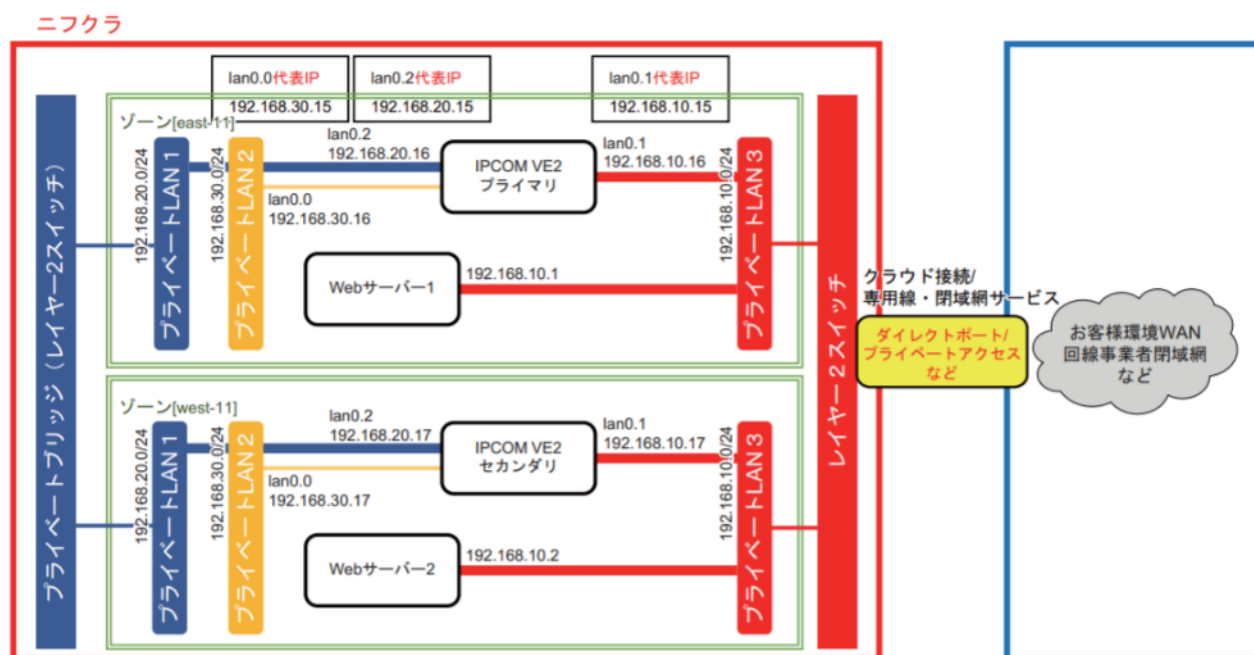 ニフクラ
lan0.0代表IP
192.168.30.15
lan0.2代表IP
192.168.20.15
lan0.1代表IP
192.168.10.15
プライベートブリッジ（レイヤー2スイッチ）
ゾーン[east-11]
192.168.20.0/24
プライベートLAN１
192.168.30.0/24
プライベートLAN２
lan0.2
192.168.20.16
lan0.0
192.168.30.16
IPCOM VE2
プライマリ
lan0.1
192.168.10.16
192.168.10.0/24
プライベートLAN３
Webサーバー1
192.168.10.1
ゾーン[west-11]
192.168.20.0/24
プライベートLAN１
192.168.30.0/24
プライベートLAN２
lan0.2
192.168.20.17
lan0.0
192.168.30.17
IPCOM VE2
セカンダリ
lan0.1
192.168.10.17
192.168.10.0/24
プライベートLAN３
Webサーバー2
192.168.10.2
レイヤー２スイッチ
クラウド接続/
専用線・閉域網サービス
ダイレクトポート/
プライベートアクセス
など
お客様環境WAN
回線事業者閉域網
など